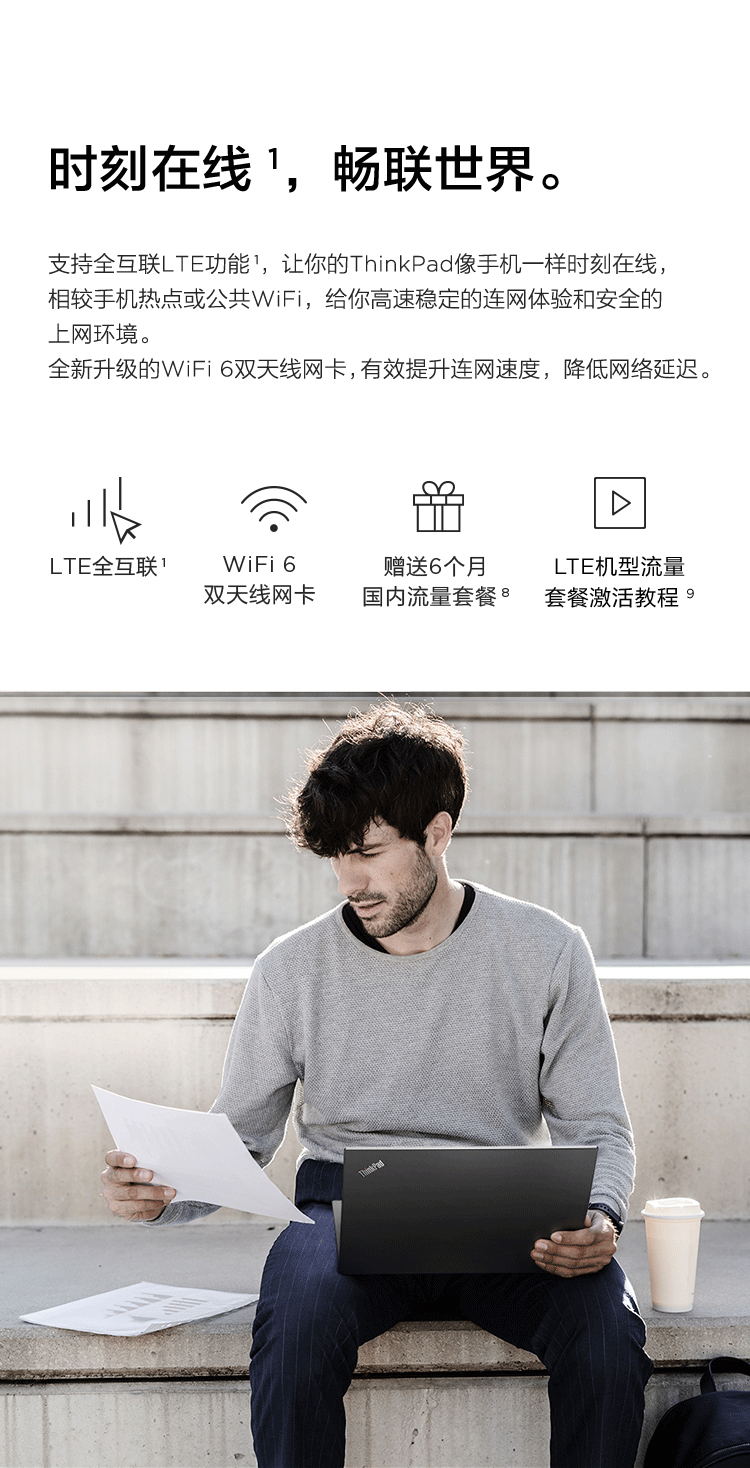 时刻在线¹，畅联世界。
支持全互联LTE功能¹，让你的ThinkPad像手机一样时刻在线，
相较手机热点或公共WiFi，给你高速稳定的连网体验和安全的
上网环境。
全新升级的WiFi 6双天线网卡，有效提升连网速度，降低网络延迟。
LTE全互联¹
WiFi 6
双天线网卡
赠送6个月
国内流量套餐⁸
LTE机型流量
套餐激活教程⁹
ThinkPad